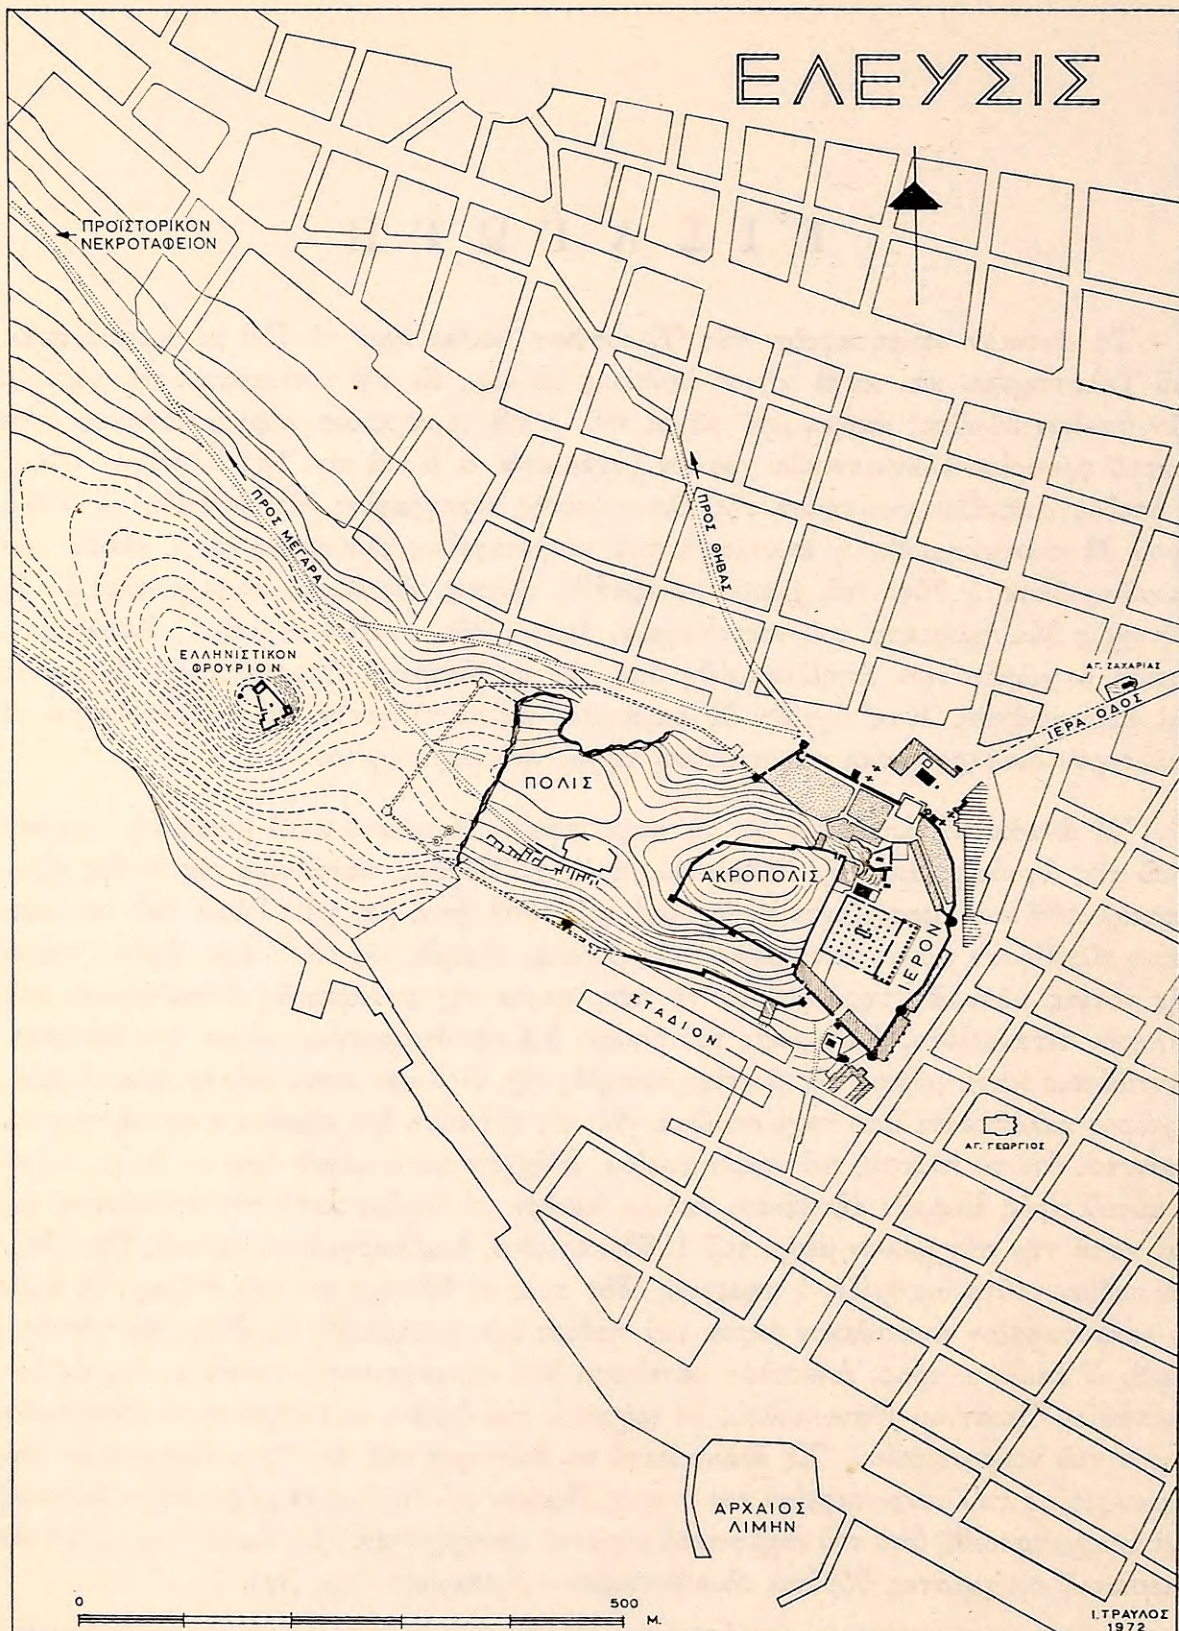 ΕΛΕΥΣΙΣ
ΠΡΟΪΣΤΟΡΙΚΟΝ
ΝΕΚΡΟΤΑΦΕΙΟΝ
ΠΡΟΣ ΜΕΓΑΡΑ
ΠΡΟΣ ΘΗΒΑΣ
ΕΛΛΗΝΙΣΤΙΚΟΝ
ΦΡΟΥΡΙΟΝ
ΑΓ. ΖΑΧΑΡΙΑΣ
ΙΕΡΑ ΟΔΟΣ
ΠΟΛΙΣ
ΑΚΡΟΠΟΛΙΣ
ΙΕΡΟΝ
ΣΤΑΔΙΟΝ
ΑΓ. ΓΕΩΡΓΙΟΣ
ΑΡΧΑΙΟΣ
ΛΙΜΗΝ
0 500
Μ.
Ι. ΤΡΑΥΛΟΣ
1972